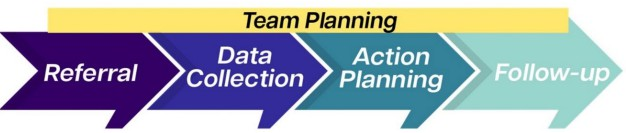 Team Planning
Referral
Data
Collection
Action
Planning
Follow-up